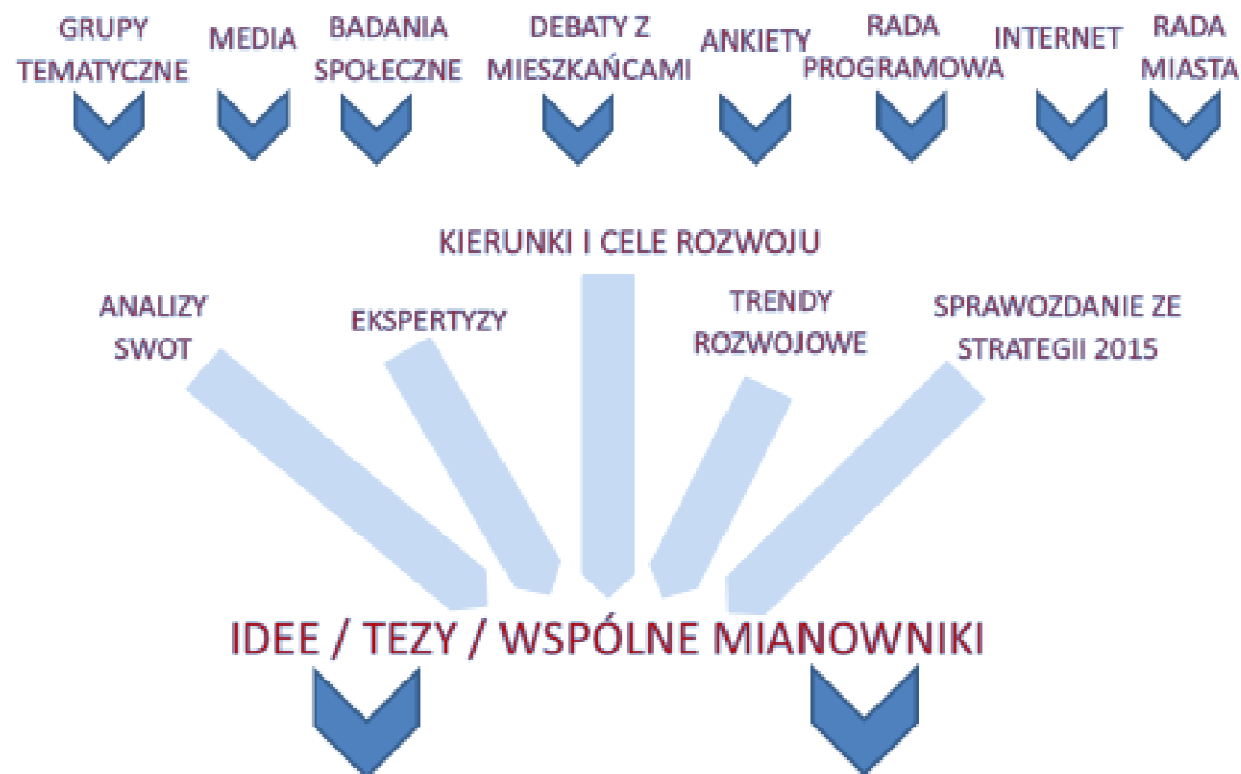 GRUPY
TEMATYCZNE
MEDIA
BADANIA
SPOŁECZNE
DEBATY Z
MIESZKAŃCAMI
ANKIETY
RADA
PROGRAMOWA
INTERNET
RADA
MIASTA
KIERUNKI I CELE ROZWOJU
ANALIZY
SWOT
EKSPERTYZY
TRENDY
ROZWOJOWE
SPRAWOZDANIE ZE
STRATEGII 2015
IDEE / TEZY / WSPÓLNE MIANOWNIKI